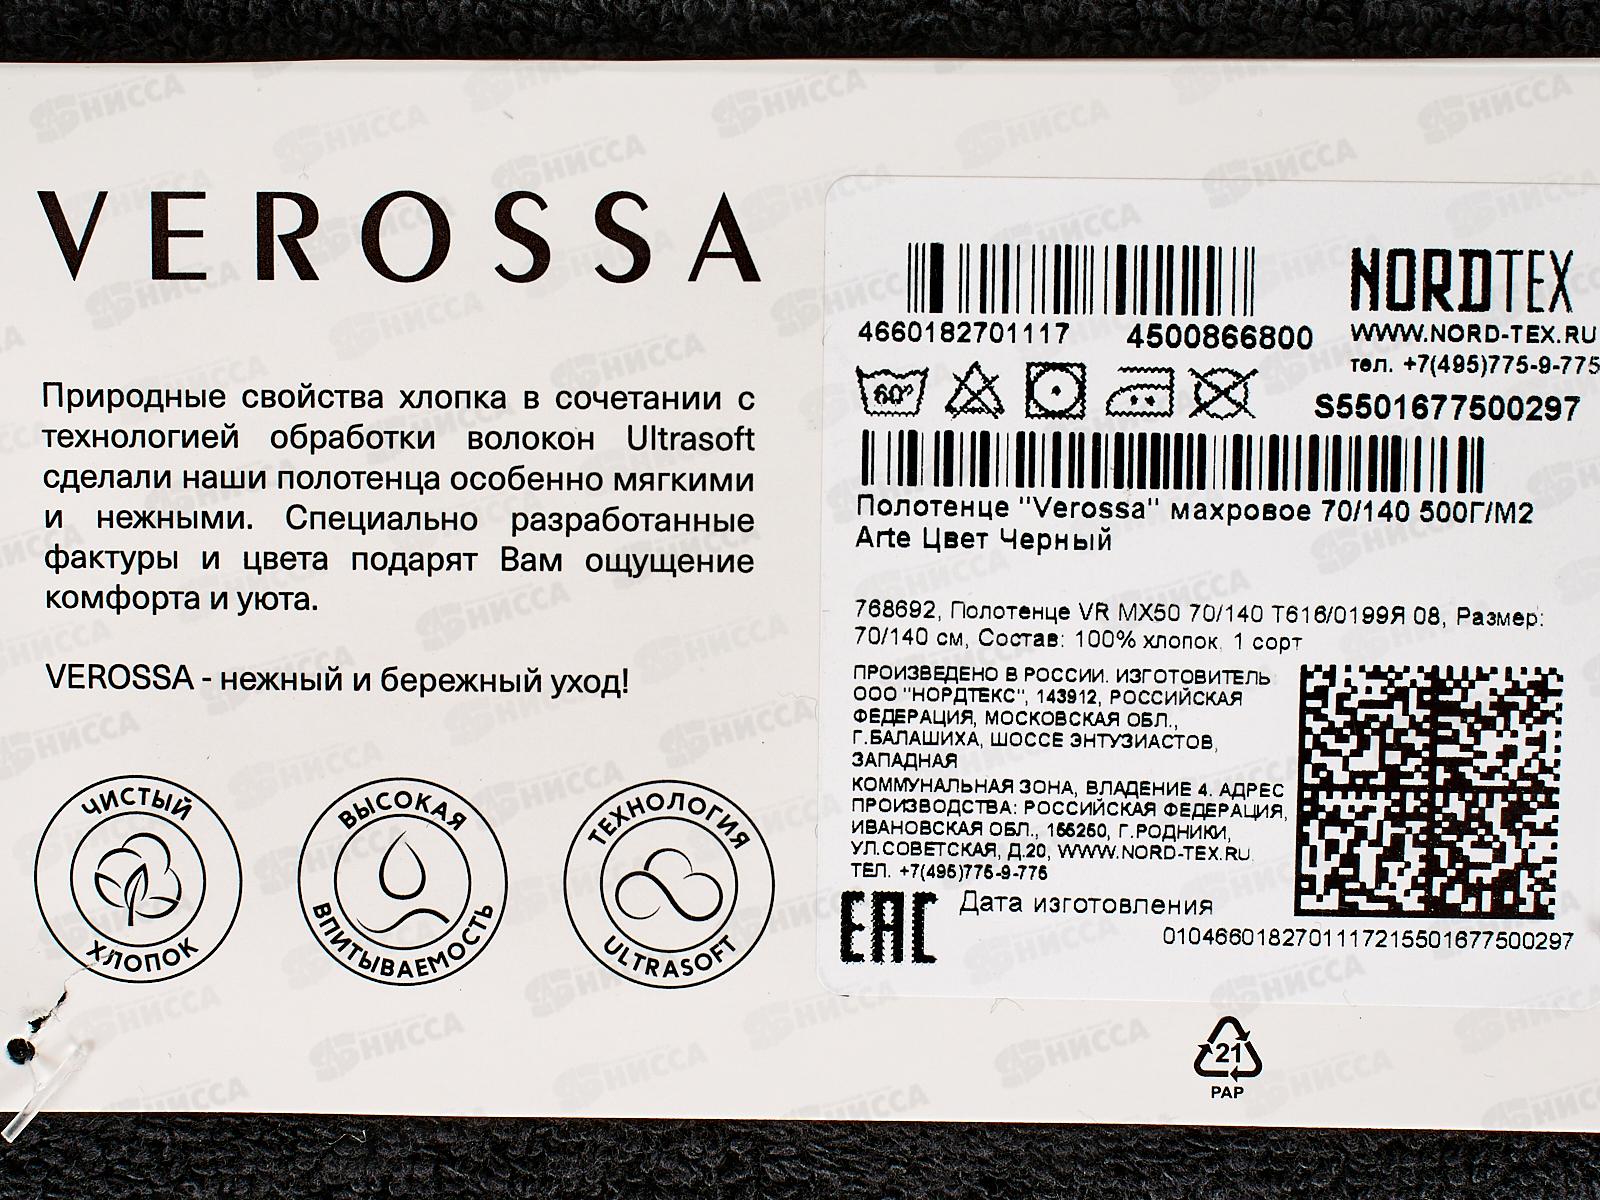 VEROSSA
Природные свойства хлопка в сочетании с
технологией обработки волокон Ultrasoft
сделали наши полотенца особенно мягкими
и нежными. Специально разработанные
фактуры и цвета подарят Вам ощущение
комфорта и уюта.
VEROSSA - нежный и бережный уход!
ЧИСТЫЙ
ХЛОПОК
ВЫСОКАЯ
ВПИТЫВАЕМОСТЬ
ТЕХНОЛОГИЯ
ULTRASOFT
NORDTEX
WWW.NORD-TEX.RU
тел. +7(495)775-9-775
4660182701117 4500866800
60°
S5501677500297
Полотенце "Verossa" махровое 70/140 500Г/М2
Arte Цвет Черный
768692, Полотенце VR МХ50 70/140 Т616/0199Я 08, Размер:
70/140 см, Состав: 100% хлопок, 1 сорт
ПРОИЗВЕДЕНО В РОССИИ. ИЗГОТОВИТЕЛЬ
ООО "НОРДТЕКС", 143912, РОССИЙСКАЯ
ФЕДЕРАЦИЯ, МОСКОВСКАЯ ОБЛ.,
Г.БАЛАШИХА, ШОССЕ ЭНТУЗИАСТОВ,
ЗАПАДНАЯ
КОММУНАЛЬНАЯ ЗОНА, ВЛАДЕНИЕ 4. АДРЕС
ПРОИЗВОДСТВА: РОССИЙСКАЯ ФЕДЕРАЦИЯ,
ИВАНОВСКАЯ ОБЛ., 155250, Г.РОДНИКИ,
УЛ.СОВЕТСКАЯ, Д.20, WWW.NORD-TEX.RU.
ТЕЛ. +7(495)775-9-775
EAC Дата изготовления
010466018270111721550167750​0297
21
PAP
НИССА